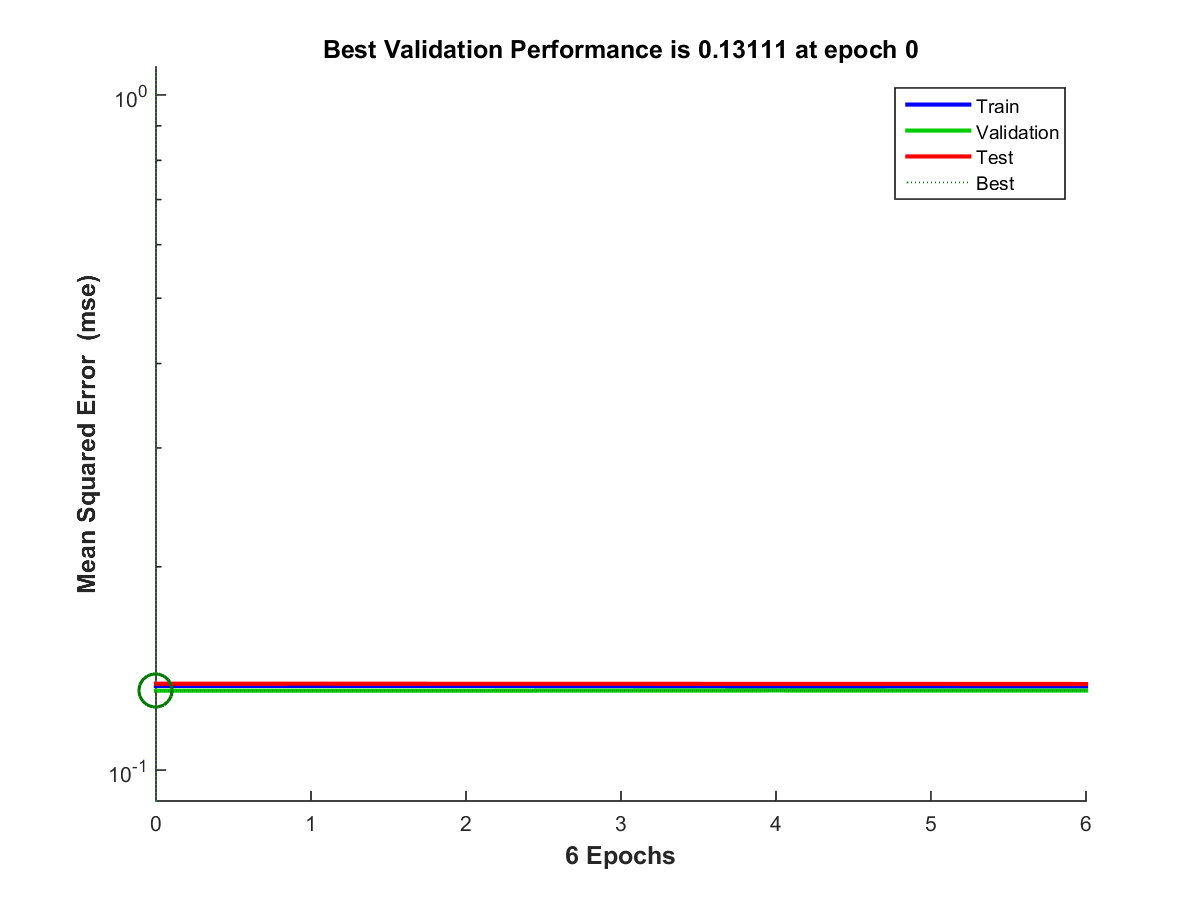 Best Validation Performance is 0.13111 at epoch 0
10^0
Train
Validation
Test
Best
Mean Squared Error (mse)
10^-1
0 1 2 3 4 5 6
6 Epochs